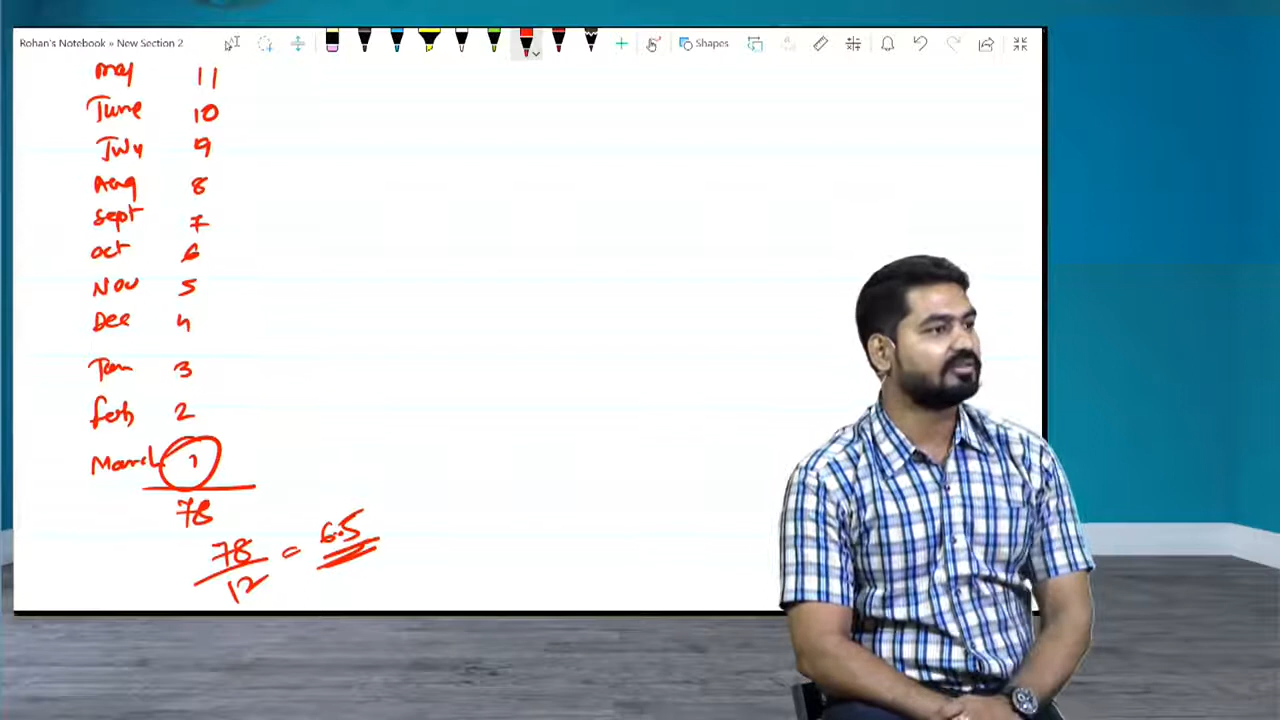 Rohan's Notebook » New Section 2
Shapes
May 11
June 10
July 9
Aug 8
Sept 7
Oct 6
Nov 5
Dec 4
Jan 3
Feb 2
March 1
78
78/12 = 6.5